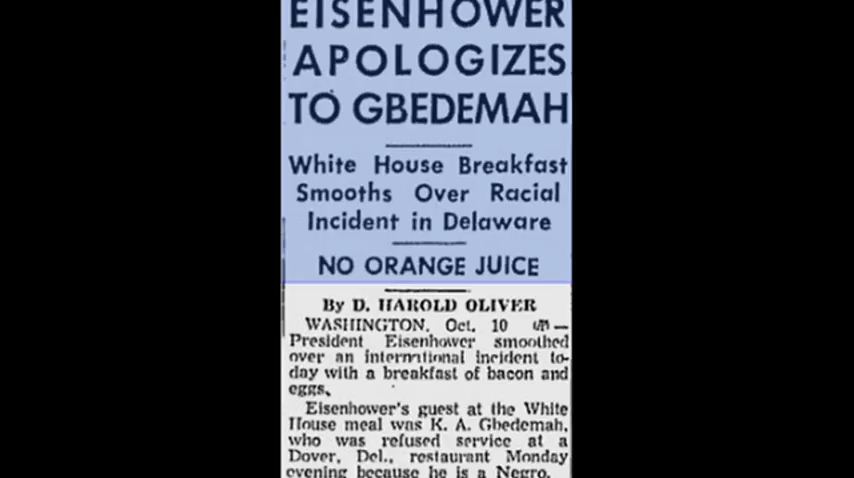 EISENHOWER
APOLOGIZES
TO GBEDEMAH
White House Breakfast
Smooths Over Racial
Incident in Delaware
NO ORANGE JUICE
By D. HAROLD OLIVER
WASHINGTON, Oct. 10 (AP)—
President Eisenhower smoothed
over an international incident to-
day with a breakfast of bacon and
eggs.
Eisenhower's guest at the White
House meal was K. A. Gbedemah,
who was refused service at a
Dover, Del., restaurant Monday
evening because he is a Negro.